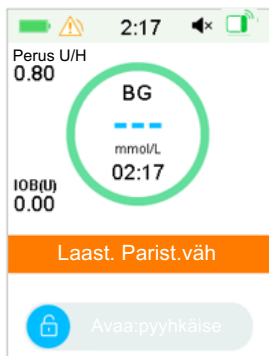 2:17
Perus U/H
0.80
BG
---
mmol/L
02:17
IOB(U)
0.00
Laast. Parist.väh
Avaa:pyyhkäise